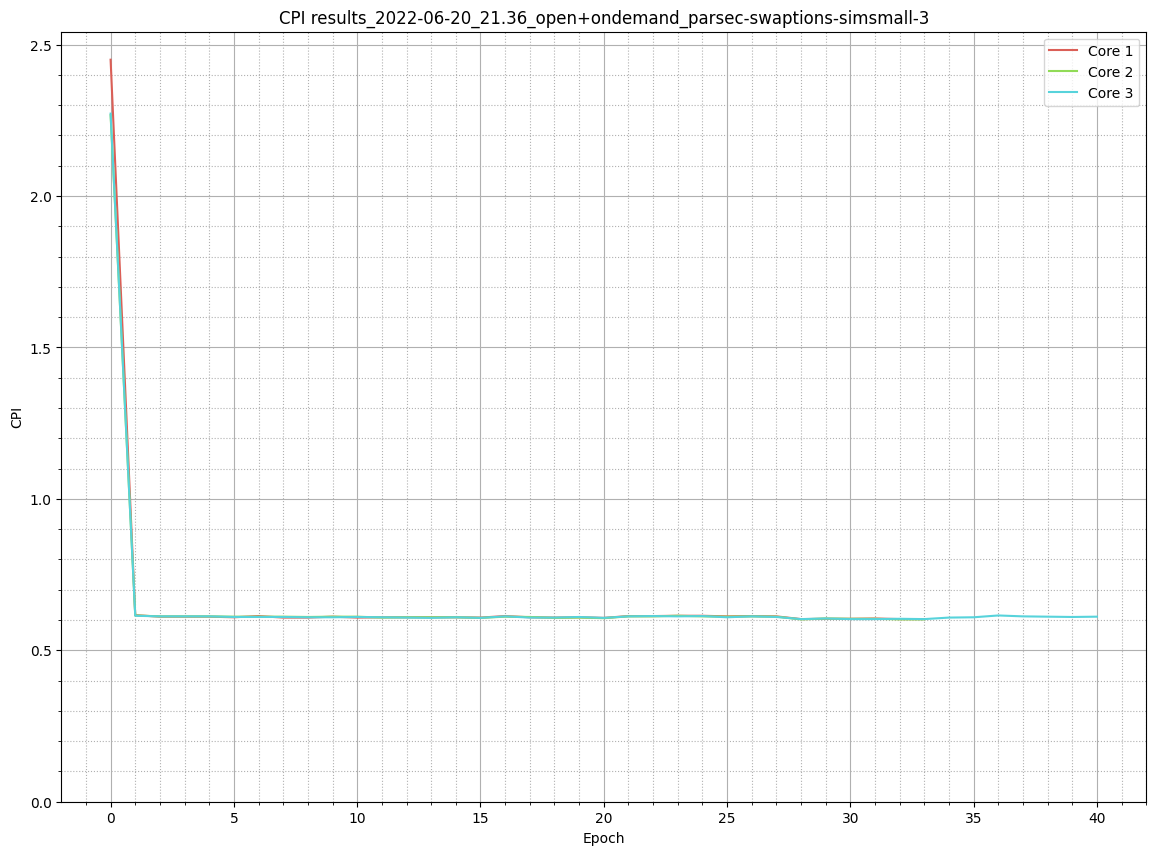 CPI results_2022-06-20_21.36_open+ondemand_parsec-swaptions-simsmall-3
Core 1
Core 2
Core 3
2.5
2.0
1.5
1.0
0.5
0.0
CPI
0 5 10 15 20 25 30 35 40
Epoch